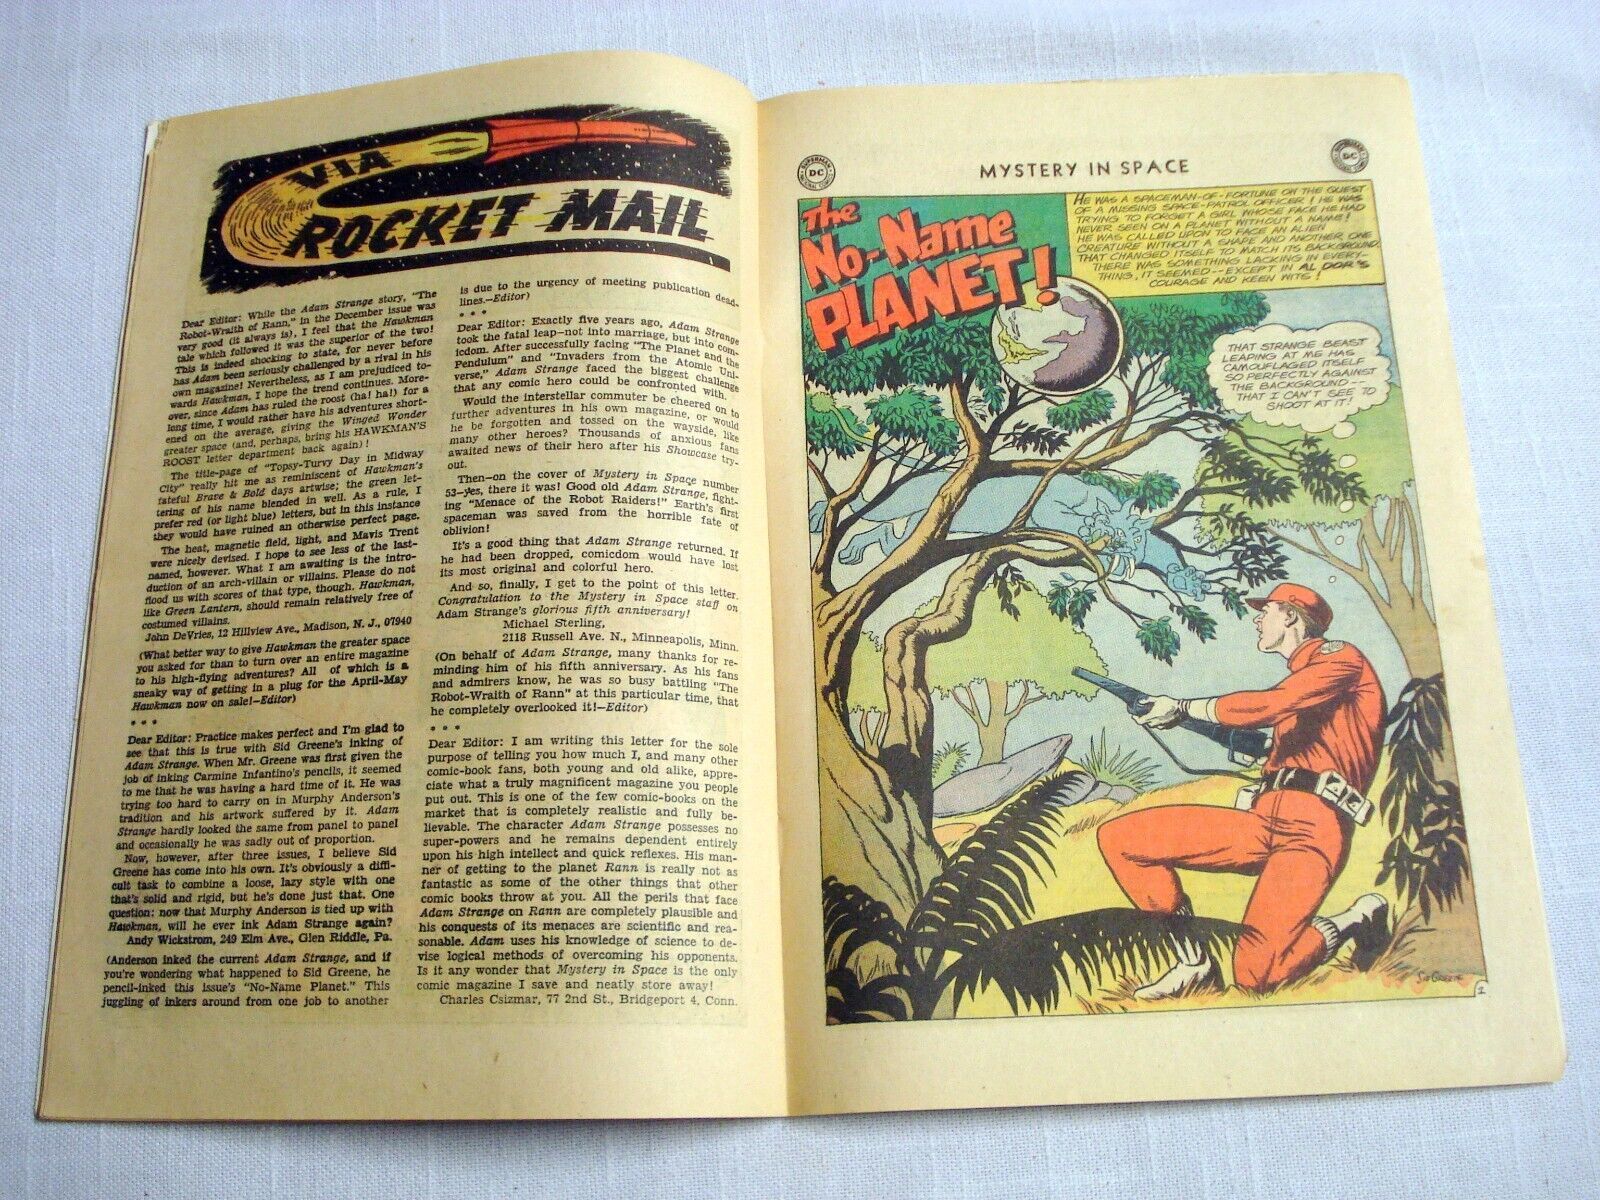 VIA
ROCKET MAIL
Dear Editor: While the Adam Strange story, "The
Robot-Wraith of Rann," in the December issue was
very good (it always is), I feel that the Hawkman
tale which followed it was the superior of the two!
This is indeed shocking to state, for never before
has Adam been seriously challenged by a rival in his
own magazine! Nevertheless, as I am prejudiced to-
wards Hawkman, I hope the trend continues. More-
over, since Adam has ruled the roost (ha! ha!) for a
long time, I would rather have his adventures short-
ened on the average, giving the Winged Wonder
greater space (and, perhaps, bring his HAWKMAN'S
ROOST letter department back again)!
The title-page of "Topsy-Turvy Day in Midway
City" really hit me as reminiscent of Hawkman's
fateful Brave & Bold days artwise; the green let-
tering of his name blended in well. As a rule, I
prefer red (or light blue) letters, but in this instance
they would have ruined an otherwise perfect page.
The heat, magnetic field, light, and Mavis Trent
were nicely devised. I hope to see less of the last-
named, however. What I am awaiting is the intro-
duction of an arch-villain or villains. Please do not
flood us with scores of that type, though. Hawkman,
like Green Lantern, should remain relatively free of
costumed villains.
John DeVries, 12 Hillview Ave., Madison, N. J., 07940
(What better way to give Hawkman the greater space
you asked for than to turn over an entire magazine
to his high-flying adventures? All of which is a
sneaky way of getting in a plug for the April-May
Hawkman now on sale!—Editor)
• • •
Dear Editor: Practice makes perfect and I'm glad to
see that this is true with Sid Greene's inking of
Adam Strange. When Mr. Greene was first given the
job of inking Carmine Infantino's pencils, it seemed
to me that he was having a hard time of it. He was
trying too hard to carry on in Murphy Anderson's
tradition and his artwork suffered by it. Adam
Strange hardly looked the same from panel to panel
and occasionally he was sadly out of proportion.
Now, however, after three issues, I believe Sid
Greene has come into his own. It's obviously a diffi-
cult task to combine a loose, lazy style with one
that's solid and rigid, but he's done just that. One
question: now that Murphy Anderson is tied up with
Hawkman, will he ever ink Adam Strange again?
Andy Wickstrom, 249 Elm Ave., Glen Riddle, Pa.
(Anderson inked the current Adam Strange, and if
you're wondering what happened to Sid Greene, he
pencil-inked this issue's "No-Name Planet." This
juggling of inkers around from one job to another
is due to the urgency of meeting publication dead-
lines.—Editor)
• • •
Dear Editor: Exactly five years ago, Adam Strange
took the fatal leap—not into marriage, but into com-
icdom. After successfully facing "The Planet and the
Pendulum" and "Invaders from the Atomic Uni-
verse," Adam Strange faced the biggest challenge
that any comic hero could be confronted with.
Would the interstellar commuter be cheered on to
further adventures in his own magazine, or would
he be forgotten and tossed on the wayside, like
many other heroes? Thousands of anxious fans
awaited news of their hero after his Showcase try-
out.
Then—on the cover of Mystery in Space number
53—yes, there it was! Good old Adam Strange, fight-
ing "Menace of the Robot Raiders!" Earth's first
spaceman was saved from the horrible fate of
oblivion!
It's a good thing that Adam Strange returned. If
he had been dropped, comicdom would have lost
its most original and colorful hero.
And so, finally, I get to the point of this letter.
Congratulation to the Mystery in Space staff on
Adam Strange's glorious fifth anniversary!
Michael Sterling,
2118 Russell Ave. N., Minneapolis, Minn.
(On behalf of Adam Strange, many thanks for re-
minding him of his fifth anniversary. As his fans
and admirers know, he was so busy battling "The
Robot-Wraith of Rann" at this particular time, that
he completely overlooked it!—Editor)
• • •
Dear Editor: I am writing this letter for the sole
purpose of telling you how much I, and many other
comic-book fans, both young and old alike, appre-
ciate what a truly magnificent magazine you people
put out. This is one of the few comic-books on the
market that is completely realistic and fully be-
lievable. The character Adam Strange possesses no
super-powers and he remains dependent entirely
upon his high intellect and quick reflexes. His man-
ner of getting to the planet Rann is really not as
fantastic as some of the other things that other
comic books throw at you. All the perils that face
Adam Strange on Rann are completely plausible and
his conquests of its menaces are scientific and rea-
sonable. Adam uses his knowledge of science to de-
vise logical methods of overcoming his opponents.
Is it any wonder that Mystery in Space is the only
comic magazine I save and neatly store away!
Charles Csizmar, 77 2nd St., Bridgeport 4, Conn.
SUPERMAN
DC
NATIONAL COMICS
MYSTERY IN SPACE
DC
The
No-Name
PLANET!
HE WAS A SPACEMAN-OF-FORTUNE ON THE QUEST
OF A MISSING SPACE-PATROL OFFICER! HE WAS
TRYING TO FORGET A GIRL WHOSE FACE HE HAD
NEVER SEEN ON A PLANET WITHOUT A NAME!
HE WAS CALLED UPON TO FACE AN ALIEN
CREATURE WITHOUT A SHAPE AND ANOTHER ONE
THAT CHANGED ITSELF TO MATCH ITS BACKGROUND.
THERE WAS SOMETHING LACKING IN EVERY-
THING, IT SEEMED--EXCEPT IN AL DOR'S
COURAGE AND KEEN WITS!
THAT STRANGE BEAST
LEAPING AT ME HAS
CAMOUFLAGED ITSELF
SO PERFECTLY AGAINST
THE BACKGROUND--
THAT I CAN'T SEE TO
SHOOT AT IT!
SID GREENE
1